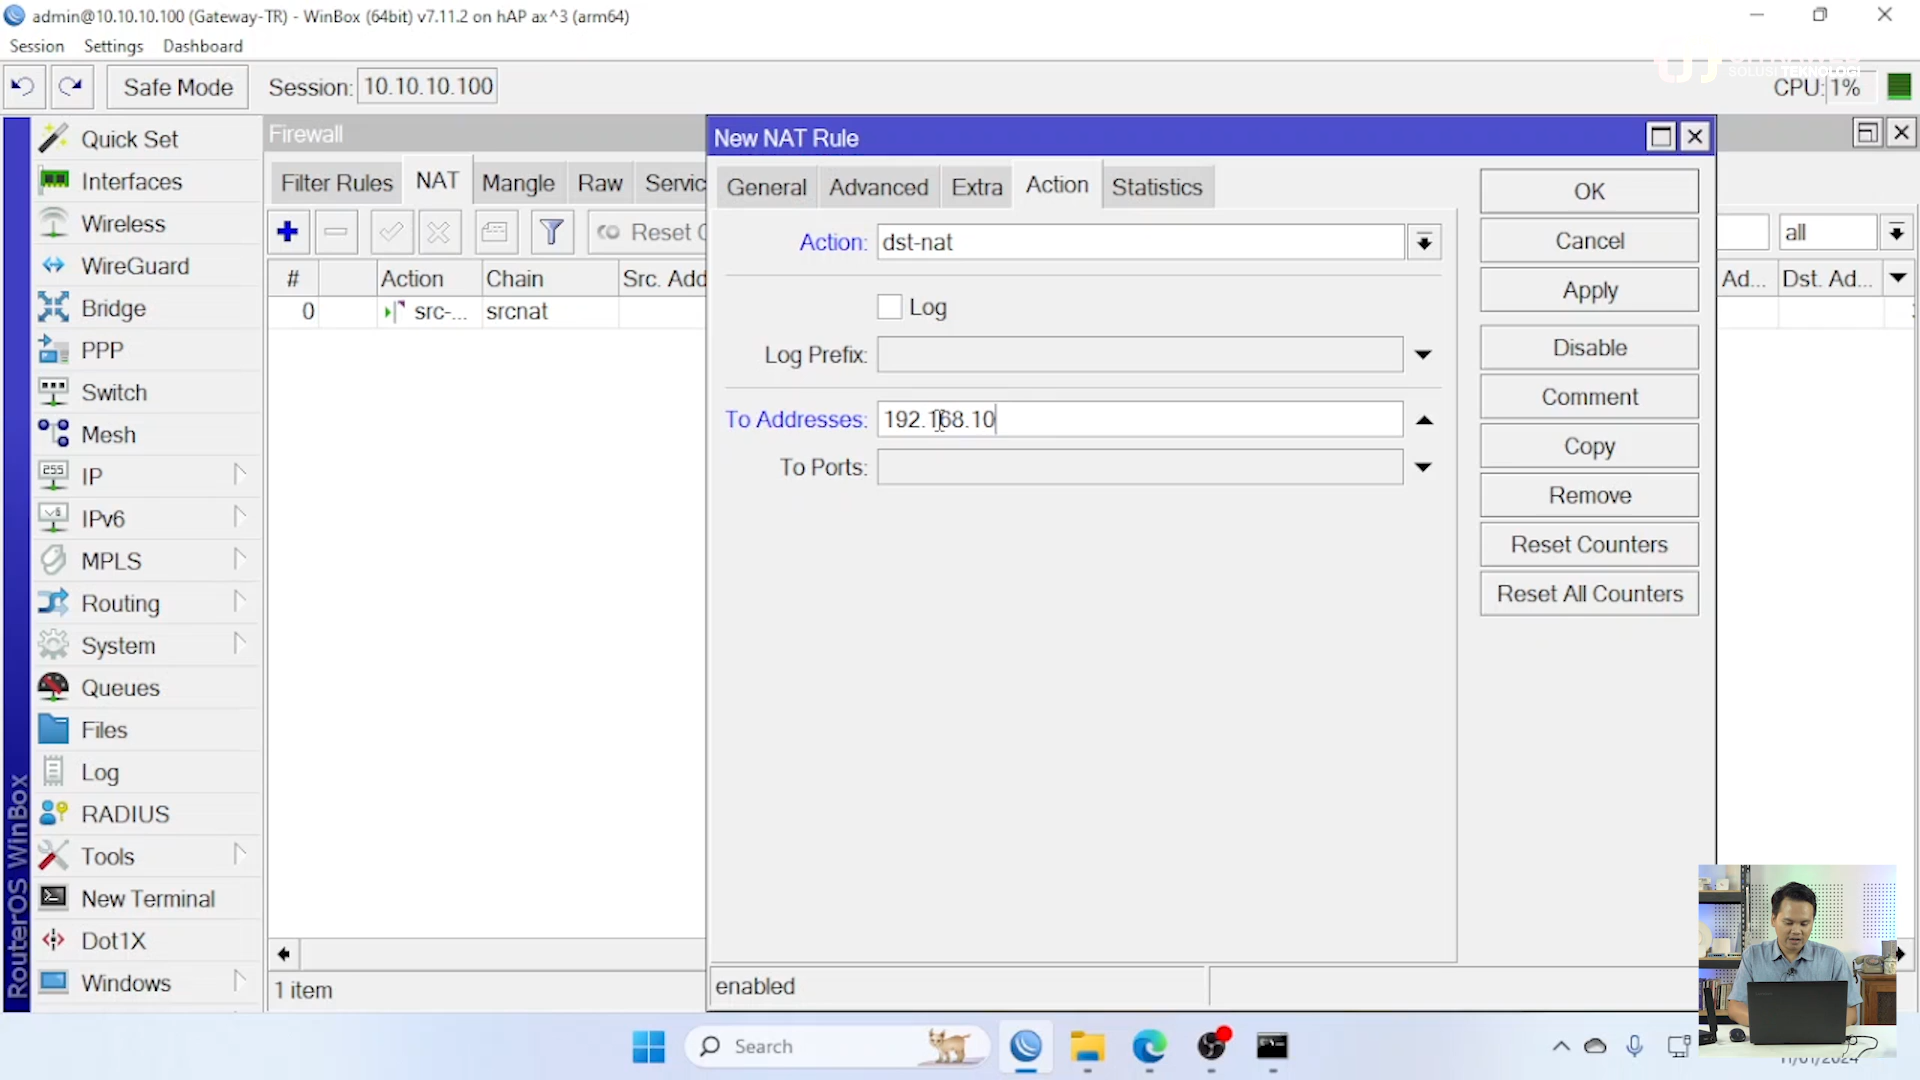 admin@10.10.10.100 (Gateway-TR) - WinBox (64bit) v7.11.2 on hAP ax^3 (arm64)
Session Settings Dashboard
Safe Mode Session: 10.10.10.100 CPU: 1%
SOLUSI TEKNOLOGI
Quick Set
Interfaces
Wireless
WireGuard
Bridge
PPP
Switch
Mesh
IP
IPv6
MPLS
Routing
System
Queues
Files
Log
RADIUS
Tools
New Terminal
Dot1X
Windows
RouterOS WinBox
Firewall
Filter Rules NAT Mangle Raw Servic
Reset C
all
# Action Chain Src. Add
Ad... Dst. Ad...
0 src-... srcnat
1 item
New NAT Rule
General Advanced Extra Action Statistics
Action: dst-nat
Log
Log Prefix:
To Addresses: 192.168.10
To Ports:
enabled
OK
Cancel
Apply
Disable
Comment
Copy
Remove
Reset Counters
Reset All Counters
Search